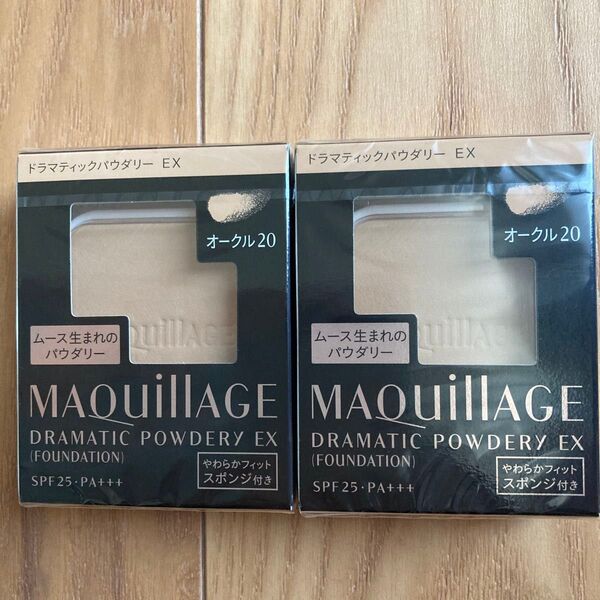 ドラマティックパウダリー EX
オークル20
ムース生まれの
パウダリー
MAQuillAGE
MAQuillAGE
DRAMATIC POWDERY EX
(FOUNDATION)
SPF25・PA+++
やわらかフィット
スポンジ付き
ドラマティックパウダリー EX
オークル20
ムース生まれの
パウダリー
MAQuillAGE
MAQuillAGE
DRAMATIC POWDERY EX
(FOUNDATION)
SPF25・PA+++
やわらかフィット
スポンジ付き